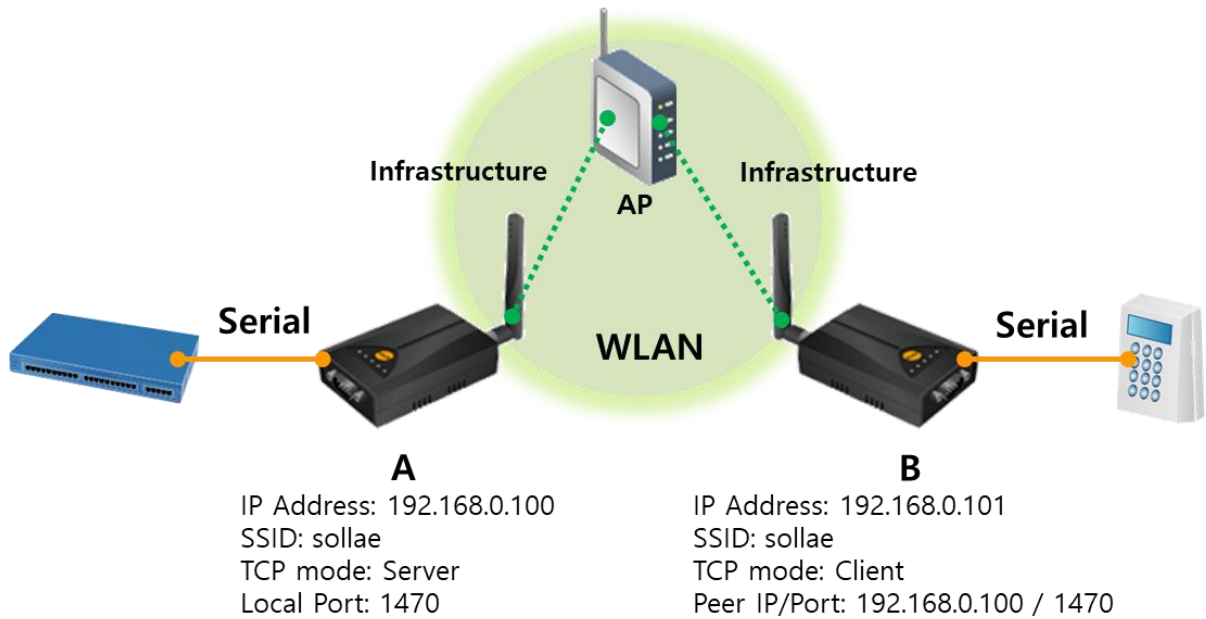 Infrastructure
Infrastructure
AP
Serial
Serial
WLAN
A
IP Address: 192.168.0.100
SSID: sollae
TCP mode: Server
Local Port: 1470
B
IP Address: 192.168.0.101
SSID: sollae
TCP mode: Client
Peer IP/Port: 192.168.0.100 / 1470